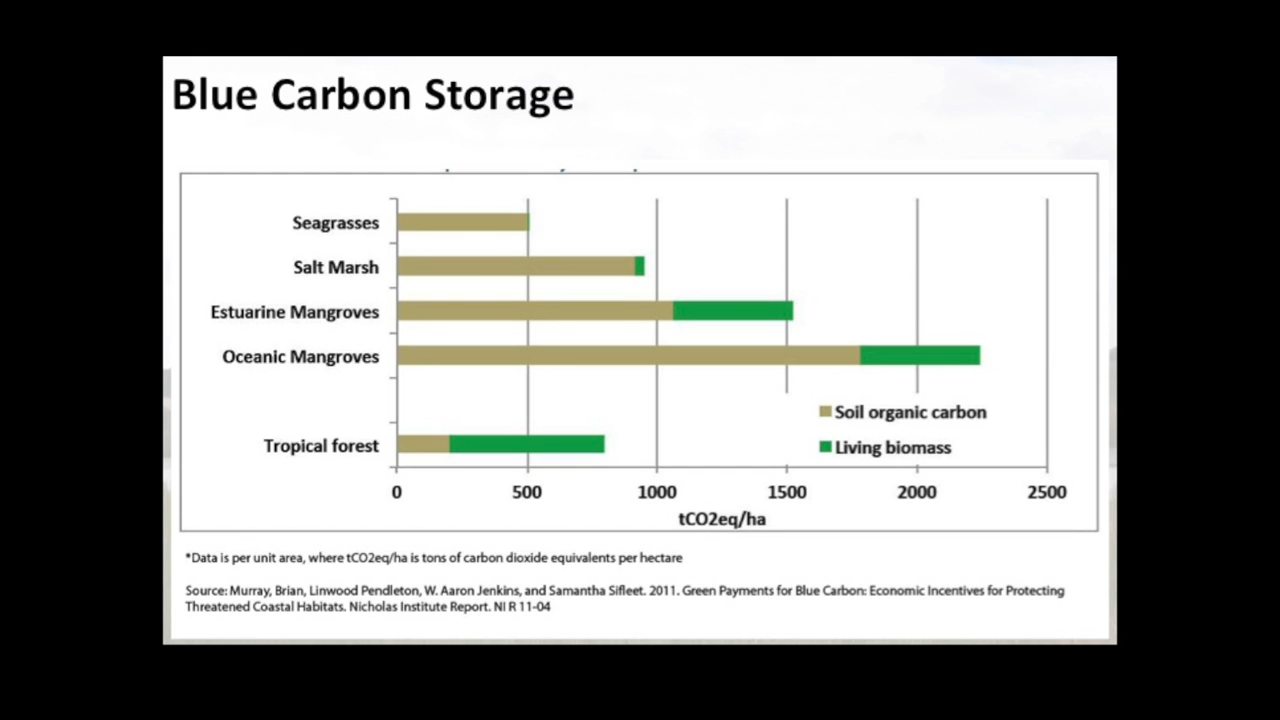 Blue Carbon Storage
Seagrasses
Salt Marsh
Estuarine Mangroves
Oceanic Mangroves
Tropical forest
Soil organic carbon
Living biomass
0 500 1000 1500 2000 2500
tCO2eq/ha
*Data is per unit area, where tCO2eq/ha is tons of carbon dioxide equivalents per hectare
Source: Murray, Brian, Linwood Pendleton, W. Aaron Jenkins, and Samantha Sifleet. 2011. Green Payments for Blue Carbon: Economic Incentives for Protecting
Threatened Coastal Habitats. Nicholas Institute Report. NI R 11-04